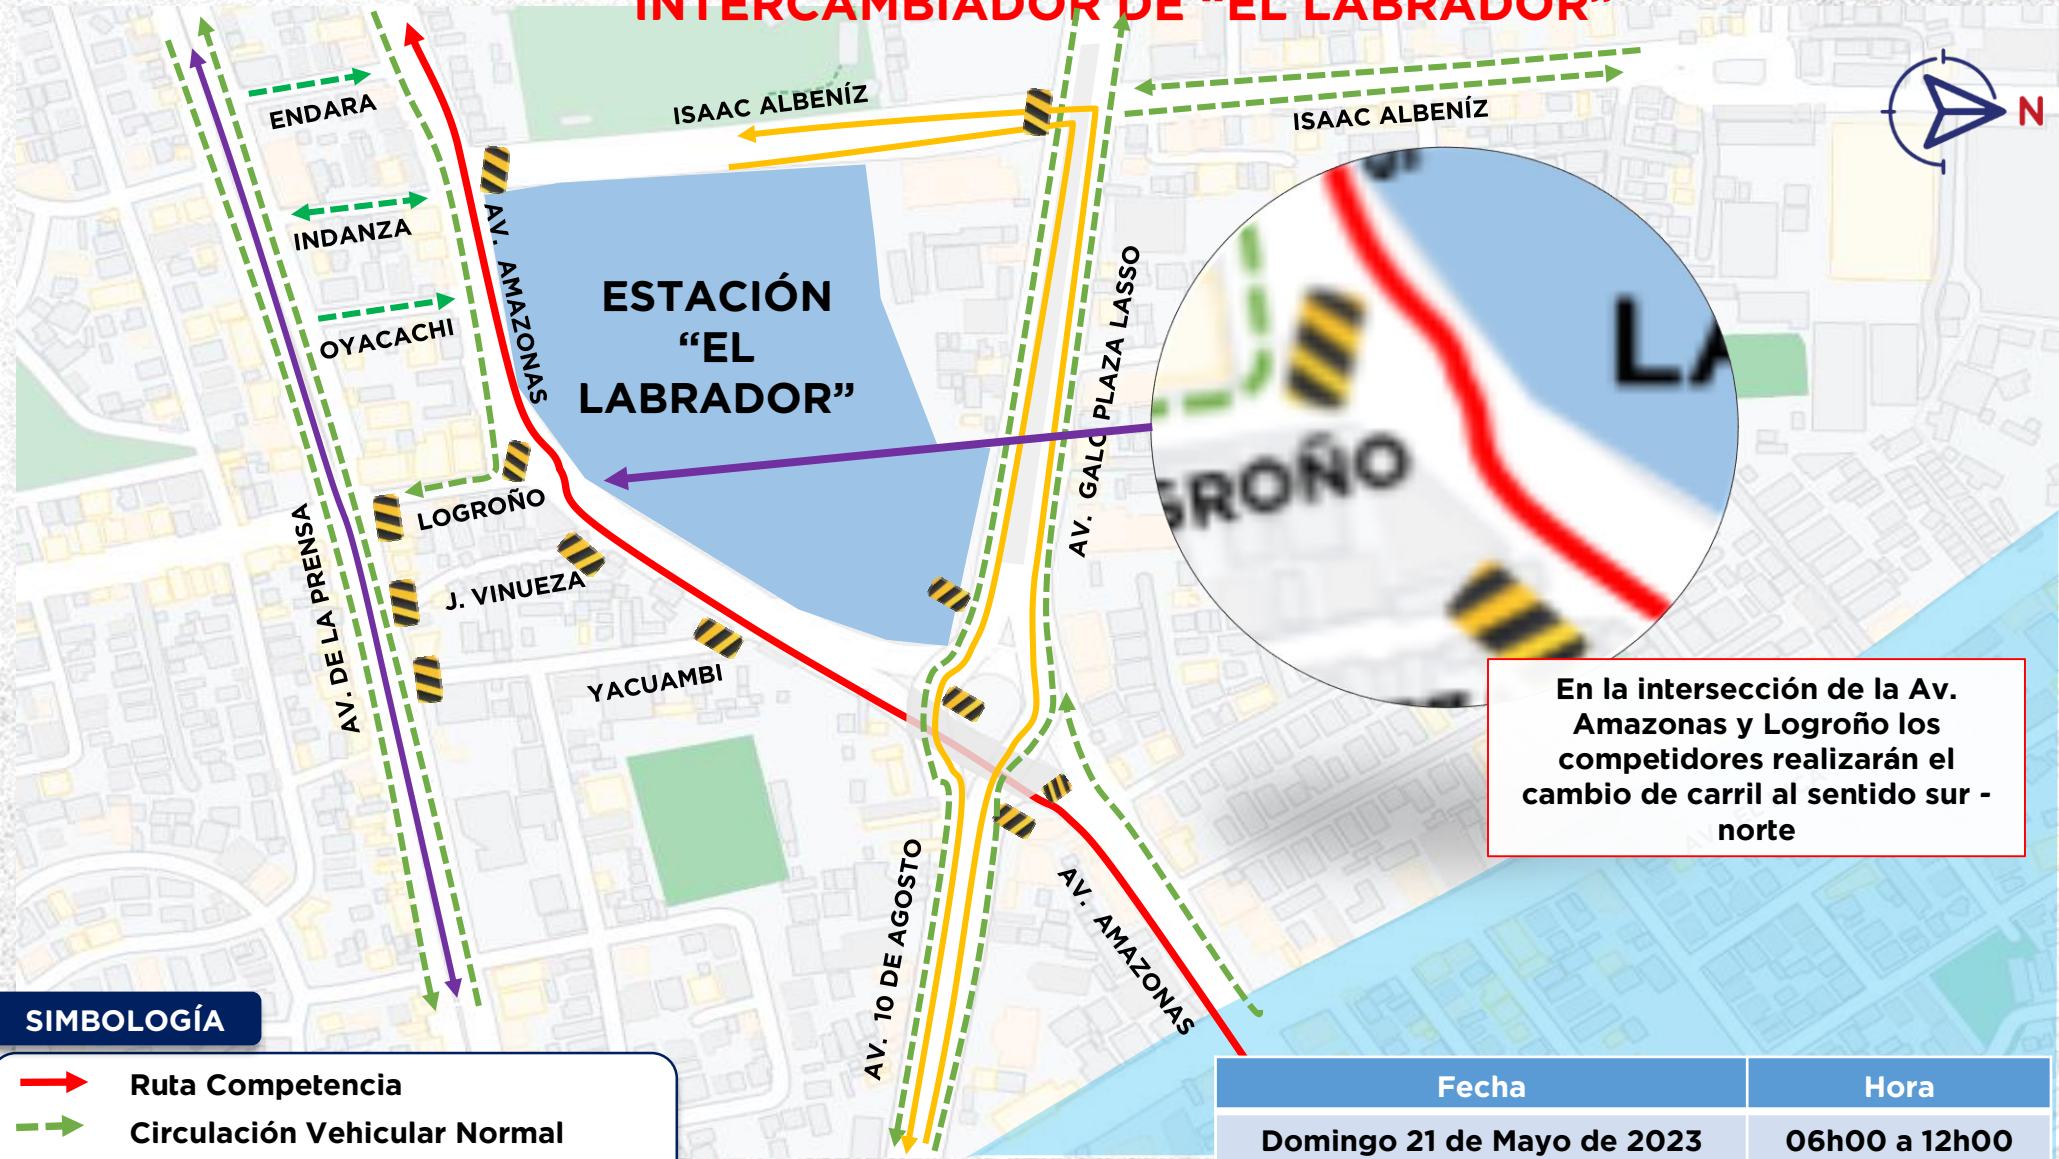 INTERCAMBIADOR DE “EL LABRADOR”
ENDARA
ISAAC ALBENÍZ
ISAAC ALBENÍZ
N
INDANZA
AV. AMAZONAS
OYACACHI
ESTACIÓN
“EL
LABRADOR”
AV. GALO PLAZA LASSO
LA
GROÑO
LOGROÑO
AV. DE LA PRENSA
J. VINUEZA
YACUAMBI
En la intersección de la Av.
Amazonas y Logroño los
competidores realizarán el
cambio de carril al sentido sur -
norte
AV. 10 DE AGOSTO
AV. AMAZONAS
SIMBOLOGÍA
Ruta Competencia
Circulación Vehicular Normal
Fecha
Hora
Domingo 21 de Mayo de 2023
06h00 a 12h00